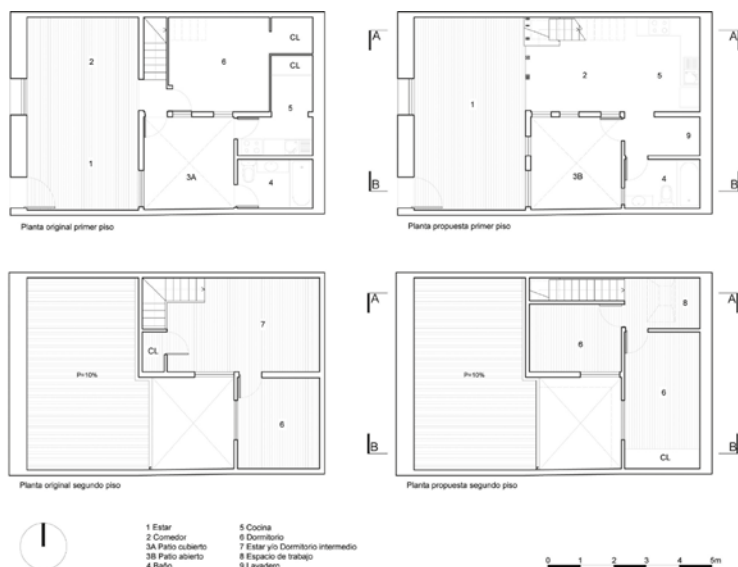 2
6
CL
CL
5
1
3A
4
Planta original primer piso
A
A
1
2
5
9
3B
4
B
B
Planta propuesta primer piso
7
CL
P=10%
6
Planta original segundo piso
A
A
8
6
P=10%
6
B
B
CL
Planta propuesta segundo piso
1 Estar
2 Comedor
3A Patio cubierto
3B Patio abierto
4 Baño
5 Cocina
6 Dormitorio
7 Estar y/o Dormitorio intermedio
8 Espacio de trabajo
9 Lavadero
0 1 2 3 4 5m